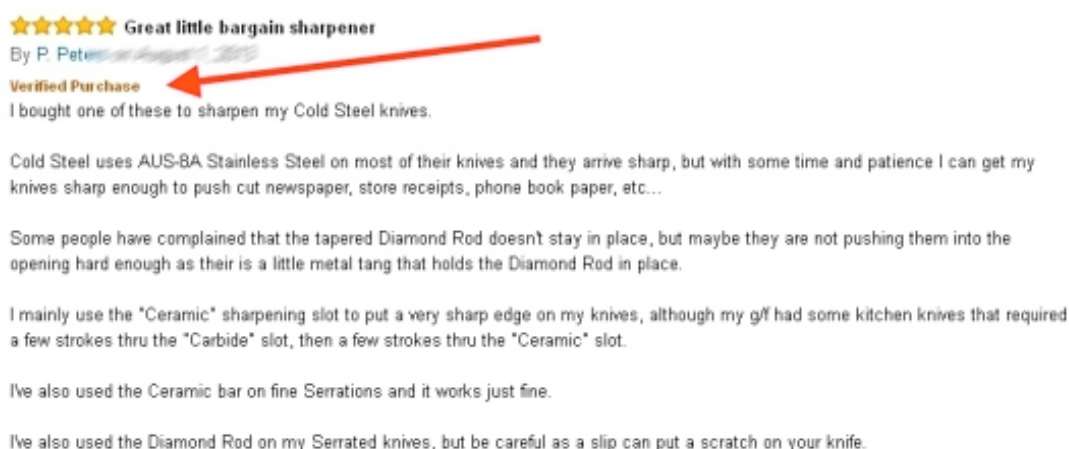 Great little bargain sharpener
By P. Peter
Verified Purchase
I bought one of these to sharpen my Cold Steel knives.
Cold Steel uses AUS-8A Stainless Steel on most of their knives and they arrive sharp, but with some time and patience I can get my
knives sharp enough to push cut newspaper, store receipts, phone book paper, etc...
Some people have complained that the tapered Diamond Rod doesn't stay in place, but maybe they are not pushing them into the
opening hard enough as their is a little metal tang that holds the Diamond Rod in place.
I mainly use the "Ceramic" sharpening slot to put a very sharp edge on my knives, although my g/f had some kitchen knives that required
a few strokes thru the "Carbide" slot, then a few strokes thru the "Ceramic" slot.
I've also used the Ceramic bar on fine Serrations and it works just fine.
I've also used the Diamond Rod on my Serrated knives, but be careful as a slip can put a scratch on your knife.